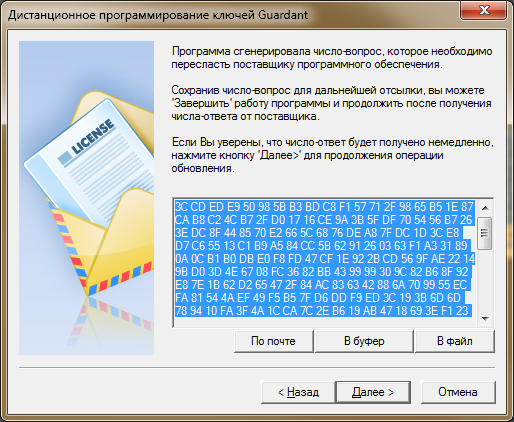 Дистанционное программирование ключей Guardant
Программа сгенерировала число-вопрос, которое необходимо
переслать поставщику программного обеспечения.
Сохранив число-вопрос для дальнейшей отсылки, вы можете
'Завершить' работу программы и продолжить после получения
числа-ответа от поставщика.
Если Вы уверены, что число-ответ будет получено немедленно,
нажмите кнопку 'Далее>' для продолжения операции
обновления.
LICENSE
3C CD ED E9 50 98 5B B3 BD C8 F1 57 71 2F 98 65 B5 1E 87
CA B8 C2 4C B7 2F D0 17 16 CE 9A 3B 5F DF 70 54 56 B7 26
3E DC 8F 44 85 70 E2 66 5C 68 76 DE A8 7F DC 1D 3C E8
D7 C6 55 13 C1 B9 A5 84 CC 5B 62 91 26 03 63 F1 A3 31 89
0A 0C B1 B0 DB E0 F8 FD 47 CF 1E 92 2B CD 56 9F AE 22 14
9B D0 3D 4E 67 08 FC 36 82 BB 43 99 99 30 9C 82 B6 8F 92
E8 7E 1B 62 D2 65 47 2F 84 AC 83 63 42 88 6A 70 99 55 EC
FA 81 54 4A EF 49 F5 B5 7F D6 DD F9 ED 3C 19 3B 6D 6D
78 94 10 FA 3F 4A 1C CA 7C 2E B6 19 AB 47 18 69 3E F1 23
По почте В буфер В файл
< Назад Далее > Отмена